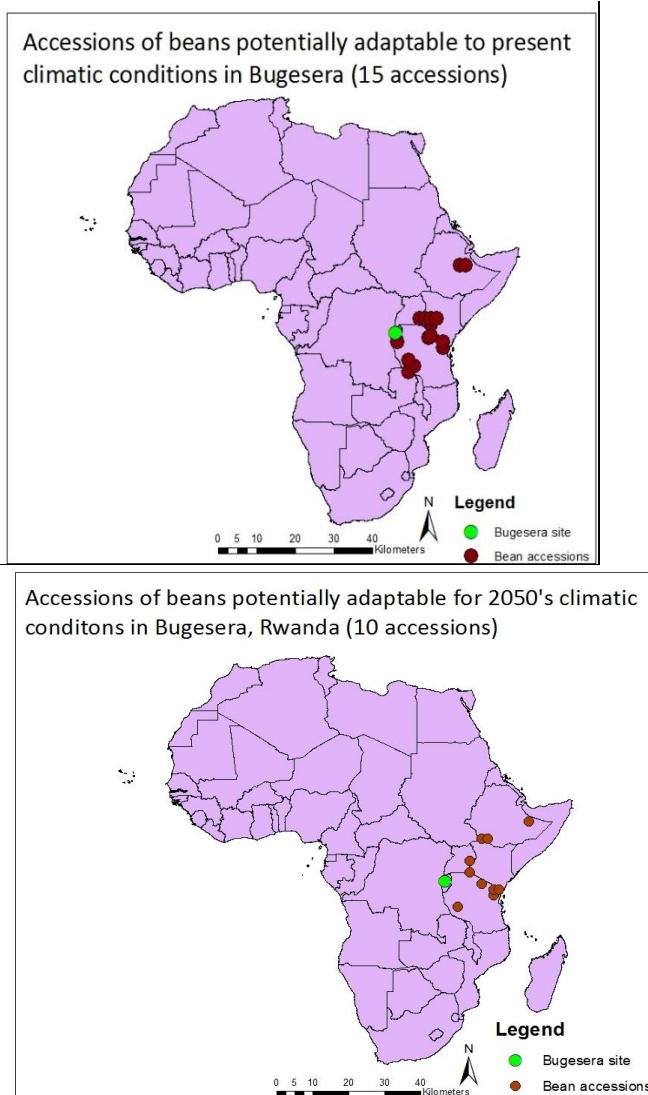 Accessions of beans potentially adaptable to present
climatic conditions in Bugesera (15 accessions)
N
Legend
Bugesera site
Bean accessions
0 5 10 20 30 40
Kilometers
Accessions of beans potentially adaptable for 2050's climatic
conditons in Bugesera, Rwanda (10 accessions)
N
Legend
Bugesera site
Bean accessions
0 5 10 20 30 40
Kilometers